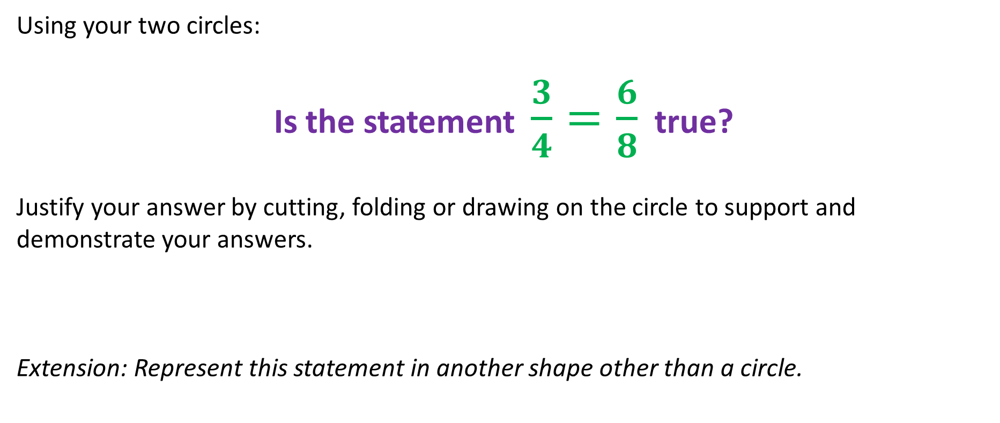 Using your two circles:
Is the statement 3/4 = 6/8 true?
Justify your answer by cutting, folding or drawing on the circle to support and
demonstrate your answers.
Extension: Represent this statement in another shape other than a circle.